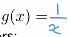 g(x) = 1/x